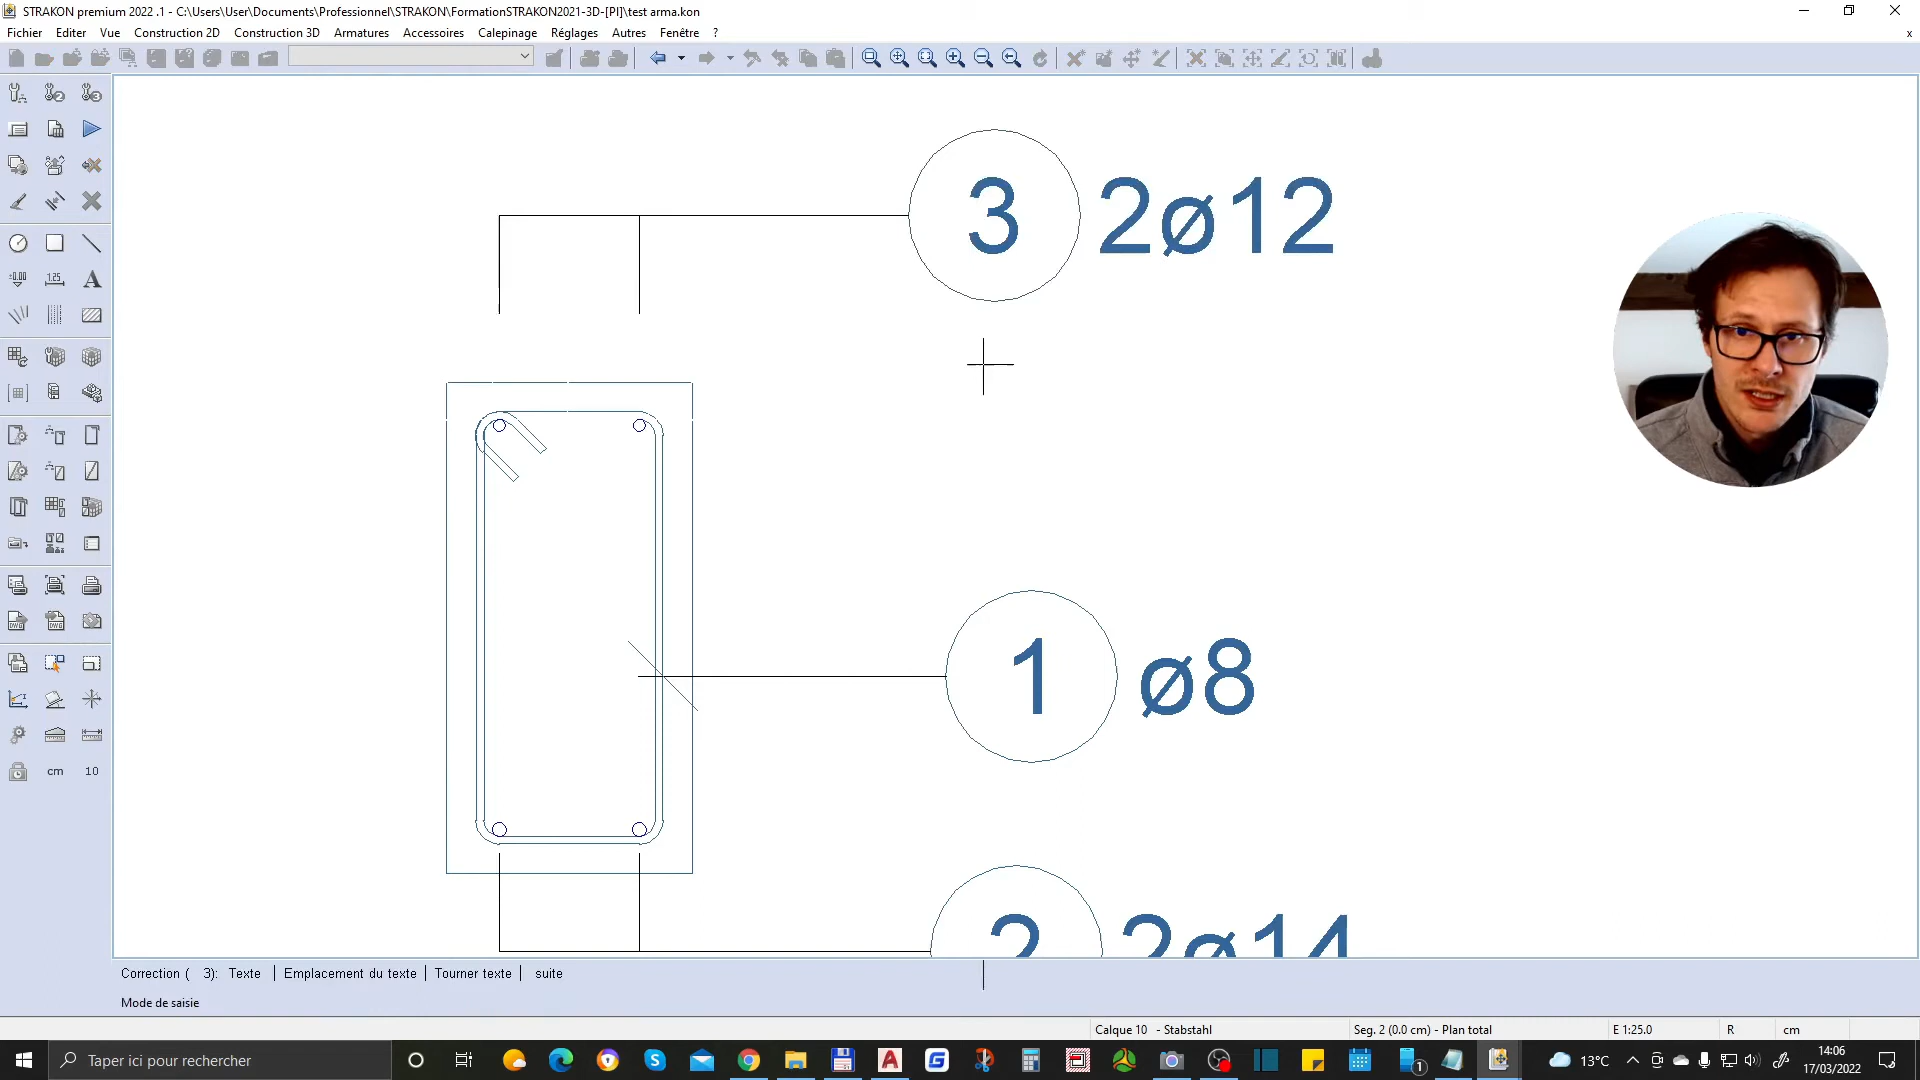 STRAKON premium 2022 .1 - C:\Users\User\Documents\Professionnel\STRAKON\FormationSTRAKON2021-3D-[PI]\test arma.kon
Fichier Editer Vue Construction 2D Construction 3D Armatures Accessoires Calepinage Réglages Autres Fenêtre ? x
3 2ø12
1 ø8
2 2ø14
A
cm 10
Correction ( 3): Texte | Emplacement du texte | Tourner texte | suite
Mode de saisie
Calque 10 - Stabstahl Seg. 2 (0.0 cm) - Plan total E 1:25.0 R cm
Taper ici pour rechercher 13°C 14:06
17/03/2022